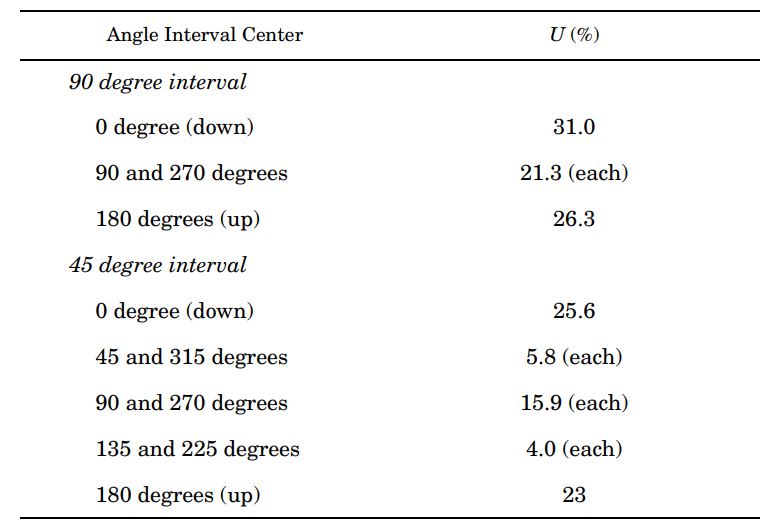 Angle Interval Center U (%)
90 degree interval
0 degree (down) 31.0
90 and 270 degrees 21.3 (each)
180 degrees (up) 26.3
45 degree interval
0 degree (down) 25.6
45 and 315 degrees 5.8 (each)
90 and 270 degrees 15.9 (each)
135 and 225 degrees 4.0 (each)
180 degrees (up) 23